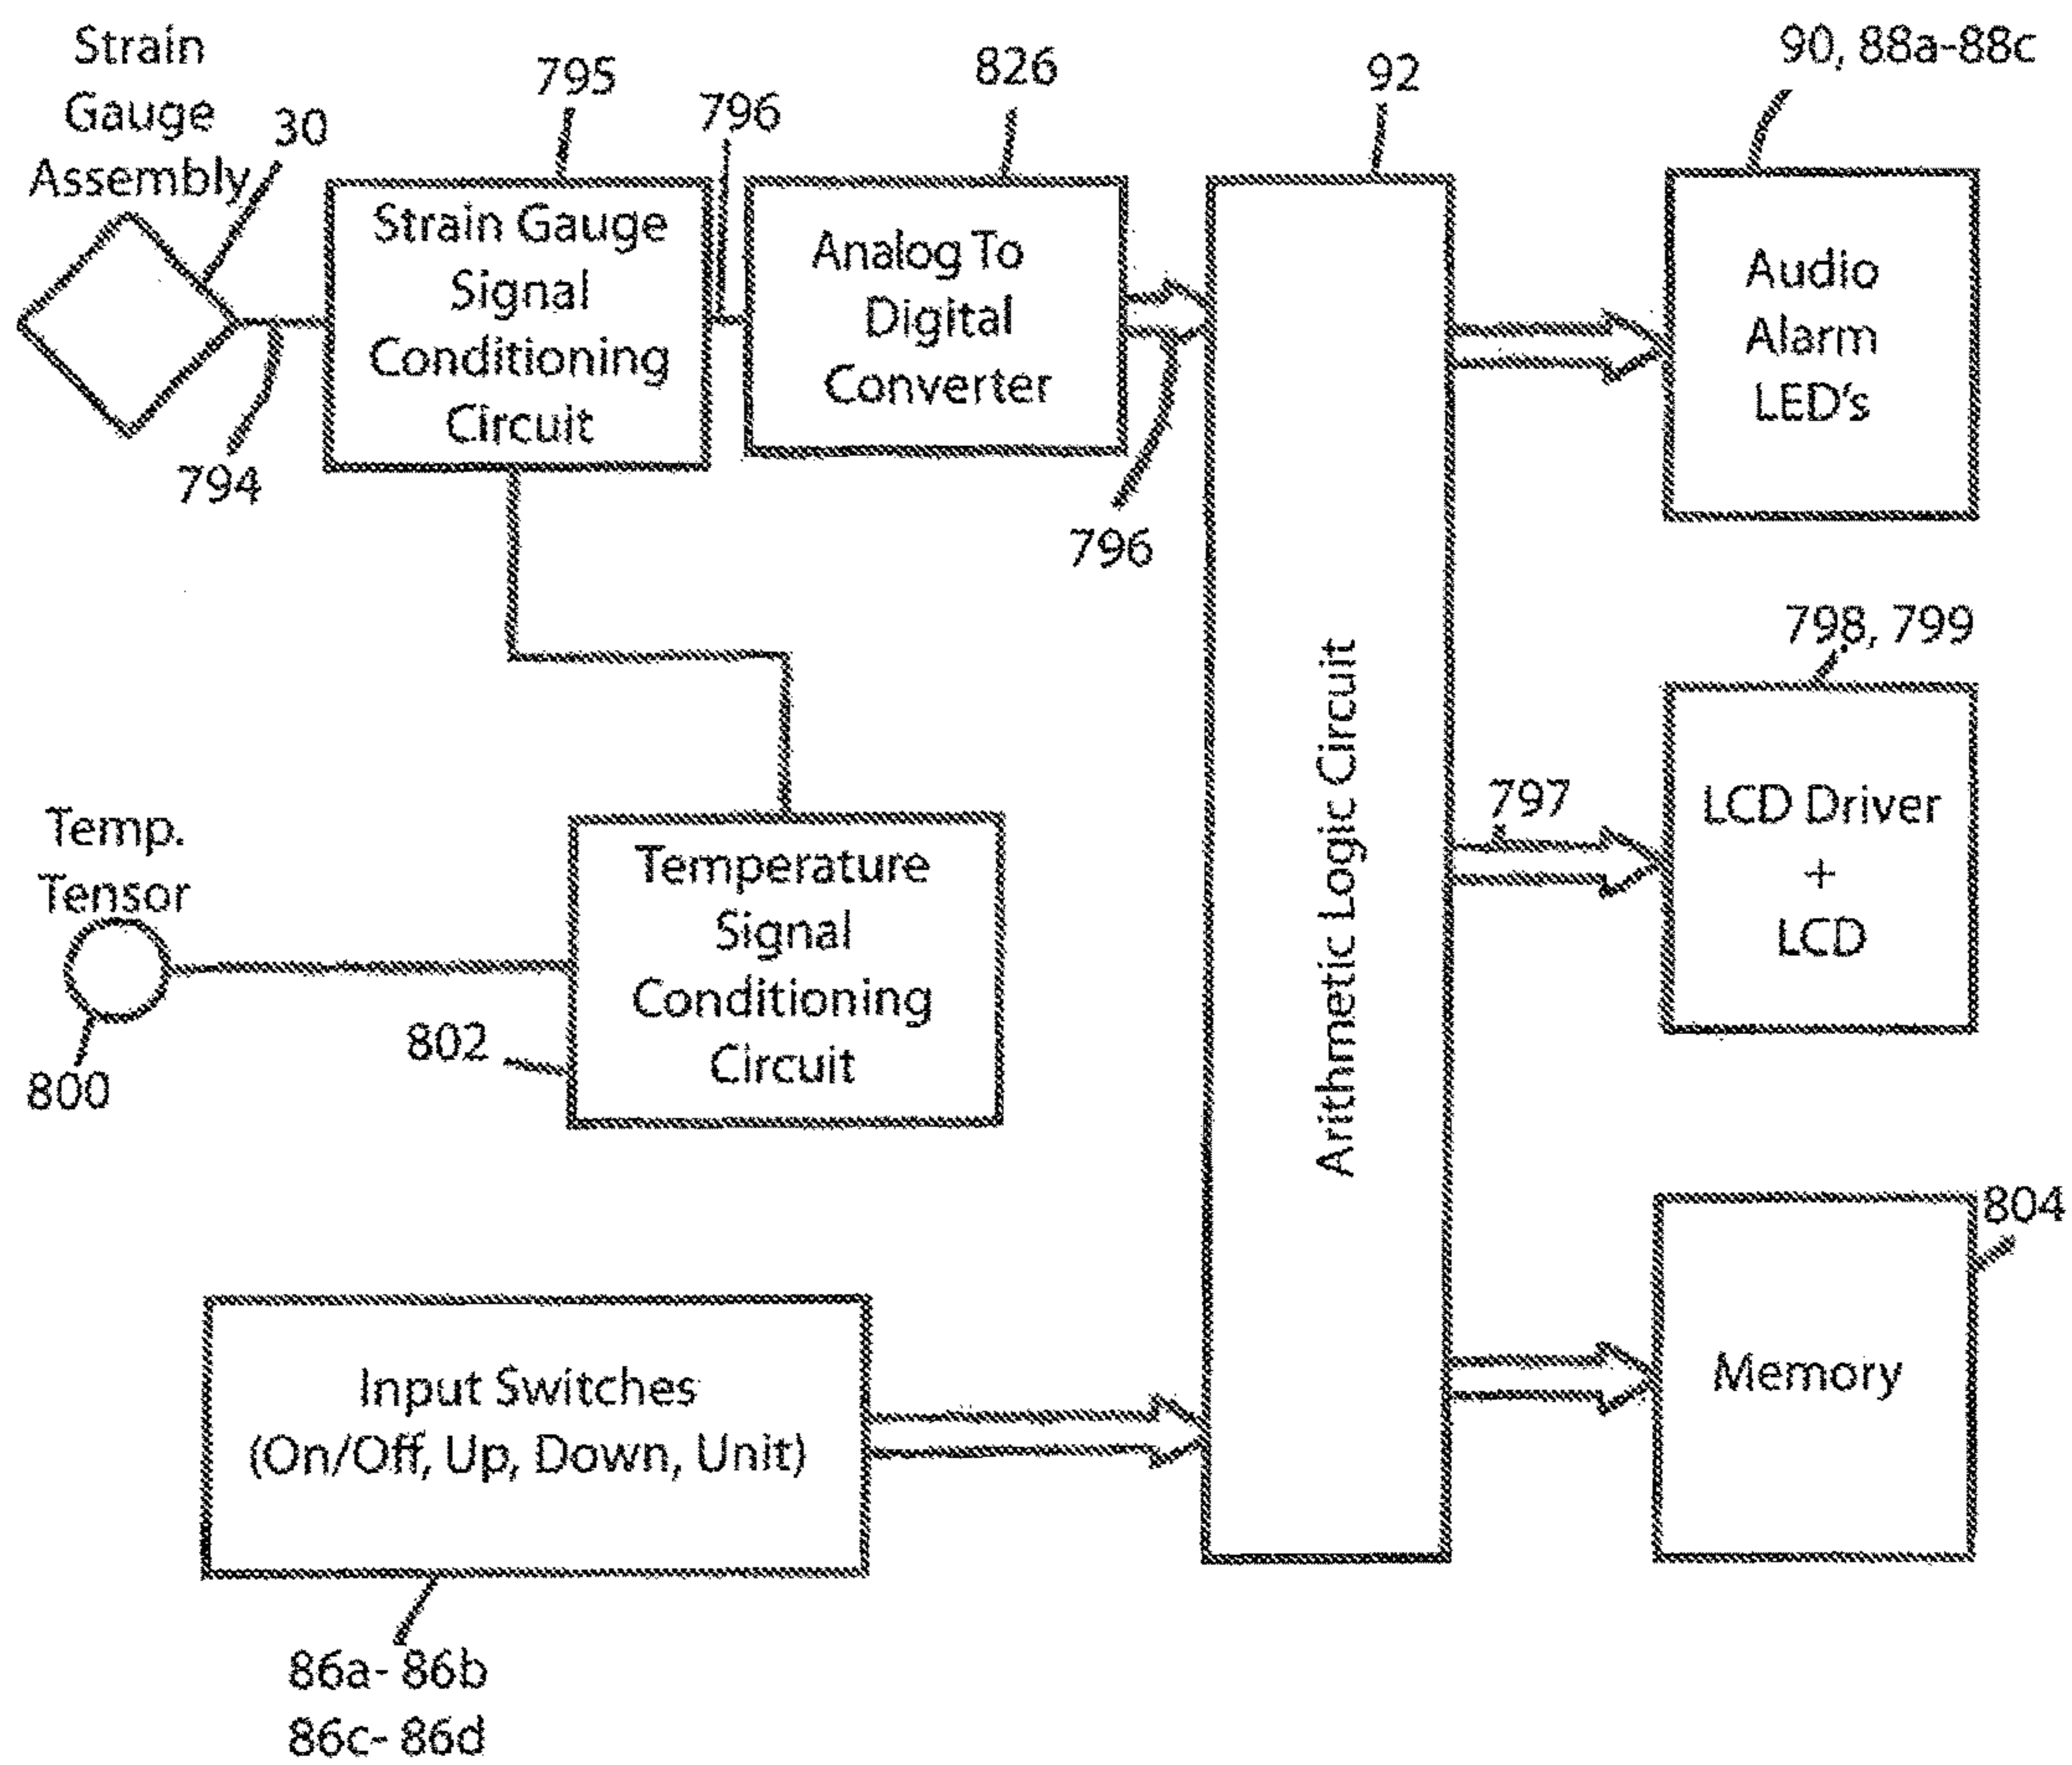 Strain
Gauge
Assembly
30
795
796
826
92
90, 88a-88c
Strain Gauge
Signal
Conditioning
Circuit
Analog To
Digital
Converter
Audio
Alarm
LED's
794
796
798, 799
797
LCD Driver
+
LCD
Arithmetic Logic Circuit
Temp.
Tensor
Temperature
Signal
Conditioning
Circuit
802
800
804
Memory
Input Switches
(On/Off, Up, Down, Unit)
86a- 86b
86c- 86d